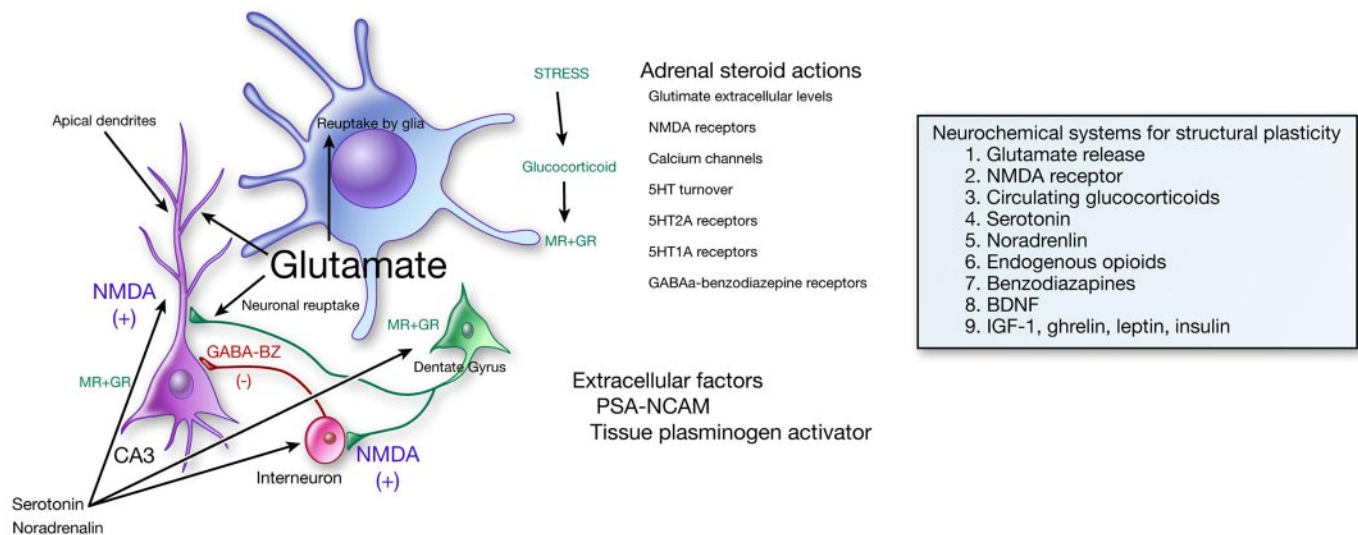 Apical dendrites
Reuptake by glia
Glutamate
NMDA
(+)
Neuronal reuptake
MR+GR
Dentate Gyrus
GABA-BZ
(-)
MR+GR
CA3
Interneuron
NMDA
(+)
Serotonin
Noradrenalin
STRESS
Glucocorticoid
MR+GR
Adrenal steroid actions
Glutimate extracellular levels
NMDA receptors
Calcium channels
5HT turnover
5HT2A receptors
5HT1A receptors
GABAa-benzodiazepine receptors
Extracellular factors
PSA-NCAM
Tissue plasminogen activator
Neurochemical systems for structural plasticity
1. Glutamate release
2. NMDA receptor
3. Circulating glucocorticoids
4. Serotonin
5. Noradrenlin
6. Endogenous opioids
7. Benzodiazapines
8. BDNF
9. IGF-1, ghrelin, leptin, insulin